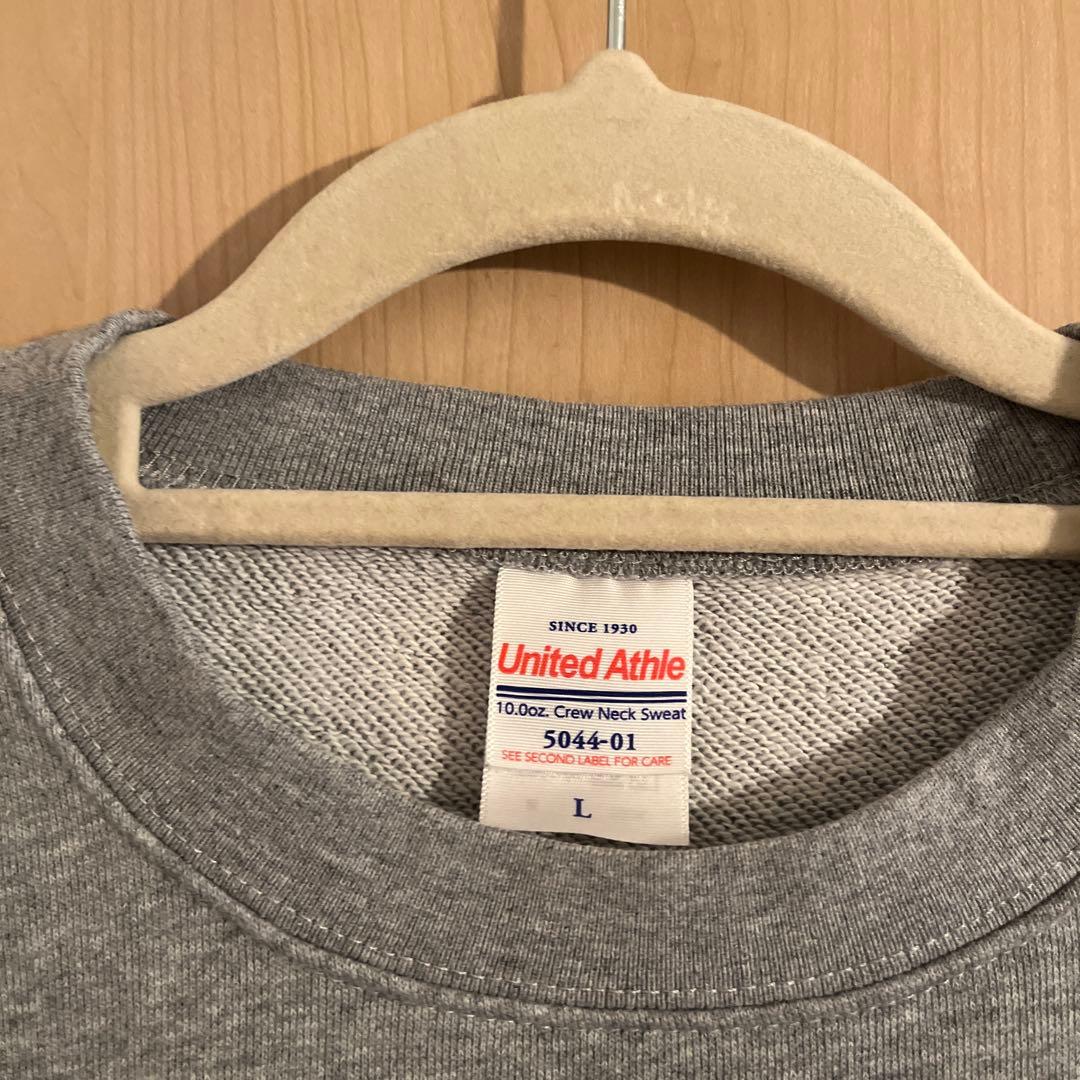 SINCE 1930
United Athle
10.0oz. Crew Neck Sweat
5044-01
SEE SECOND LABEL FOR CARE
L